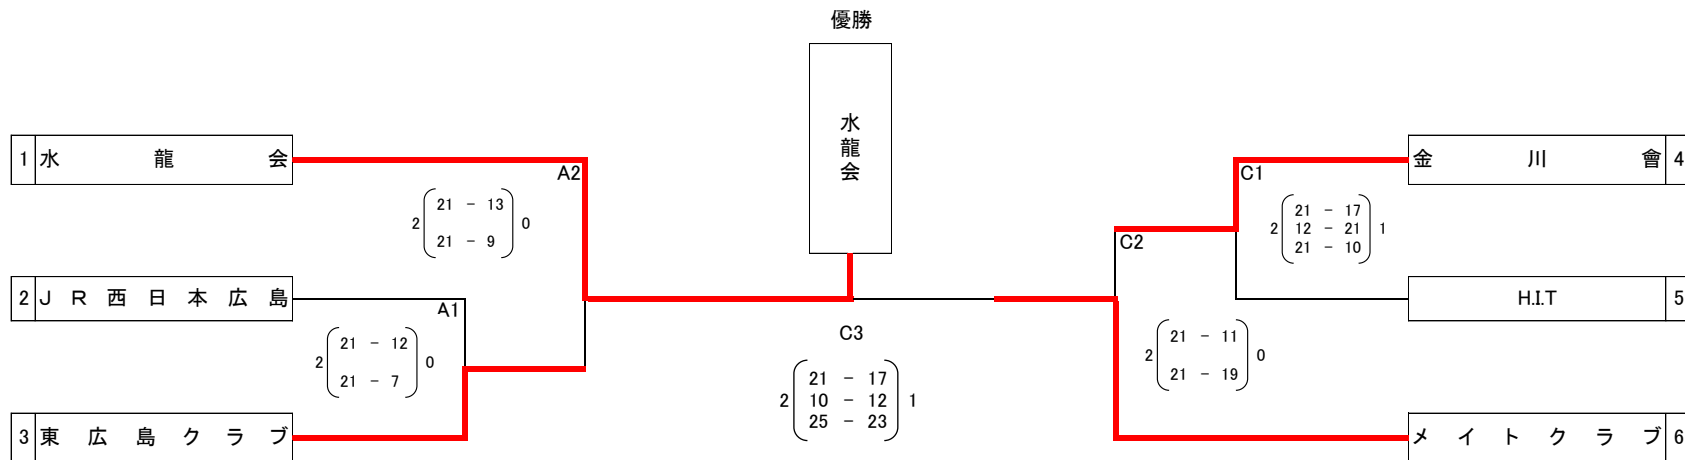 優勝
水龍会
1 水龍会
A2
2 21 － 13 0
21 － 9
2 ＪＲ西日本広島
A1
2 21 － 12 0
21 － 7
3 東広島クラブ
C3
21 － 17
2 10 － 12 1
25 － 23
金川會 4
C1
21 － 17
2 12 － 21 1
21 － 10
C2
H.I.T 5
2 21 － 11 0
21 － 19
メイトクラブ 6